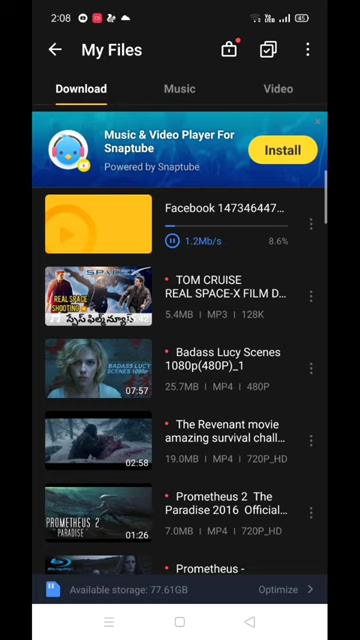 2:08
45
My Files
Download
Music
Video
Music & Video Player For
Snaptube
Powered by Snaptube
Install
Facebook 147346447...
1.2Mb/s
8.6%
SPACEX
REAL SPACE
SHOOTING
స్పేస్ ఫిల్మ్ న్యూస్
TOM CRUISE
REAL SPACE-X FILM D...
5.4MB | MP3 | 128K
BADASS LUCY
SCENES
07:57
Badass Lucy Scenes
1080p(480P)_1
25.7MB | MP4 | 480P
02:58
The Revenant movie
amazing survival chall...
19.0MB | MP4 | 720P_HD
PROMETHEUS 2
PARADISE
01:26
Prometheus 2 The
Paradise 2016 Official...
7.0MB | MP4 | 720P_HD
Prometheus -
Available storage: 77.61GB
Optimize